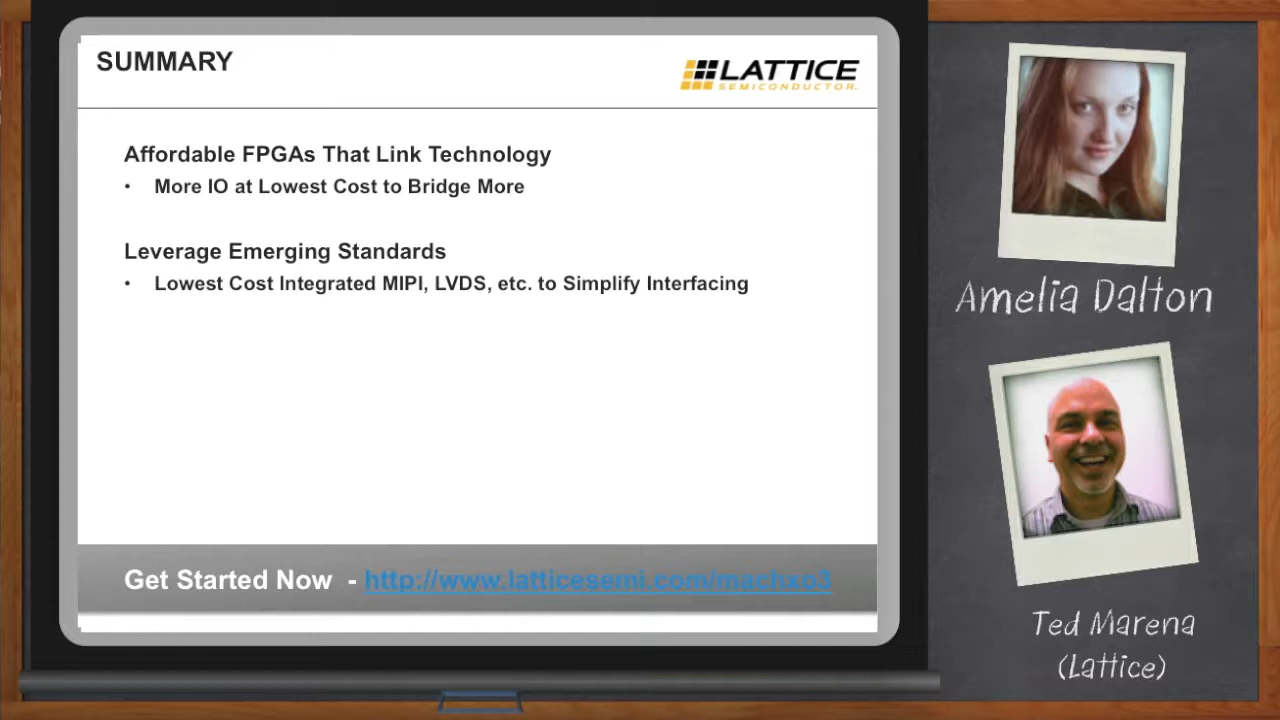 SUMMARY
LATTICE
SEMICONDUCTOR.
Affordable FPGAs That Link Technology
• More IO at Lowest Cost to Bridge More
Leverage Emerging Standards
• Lowest Cost Integrated MIPI, LVDS, etc. to Simplify Interfacing
Get Started Now - http://www.latticesemi.com/machxo3
Amelia Dalton
Ted Marena
(Lattice)